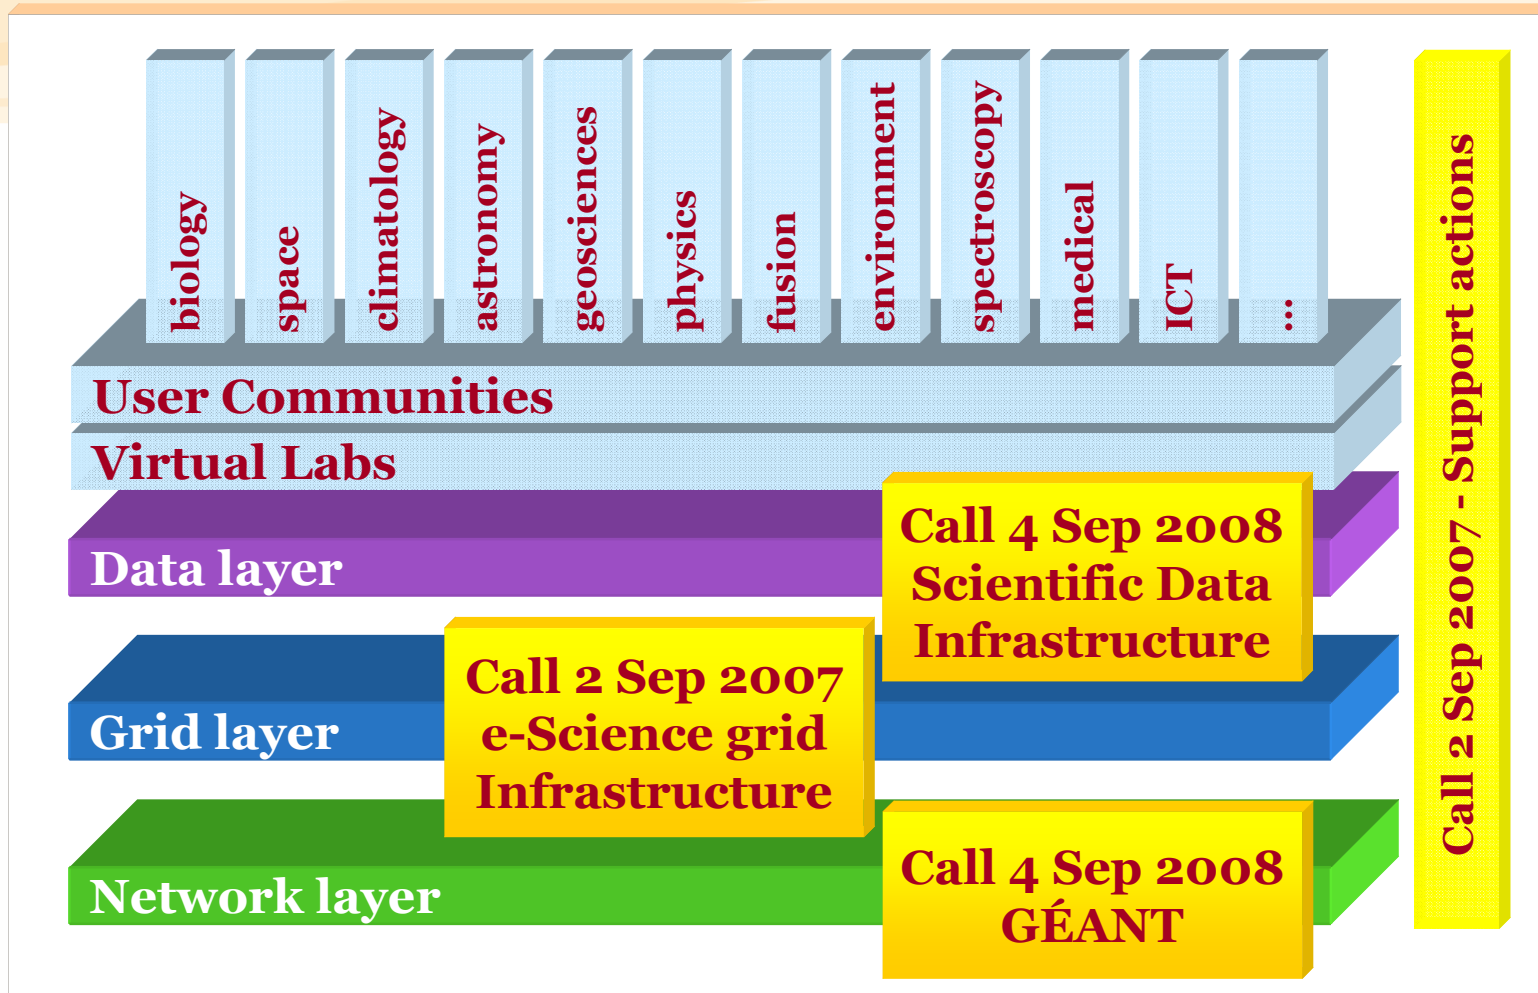 biology
space
climatology
astronomy
geosciences
physics
fusion
environment
spectroscopy
medical
ICT
...
User Communities
Virtual Labs
Data layer
Call 4 Sep 2008
Scientific Data
Infrastructure
Grid layer
Call 2 Sep 2007
e-Science grid
Infrastructure
Network layer
Call 4 Sep 2008
GÉANT
Call 2 Sep 2007 - Support actions